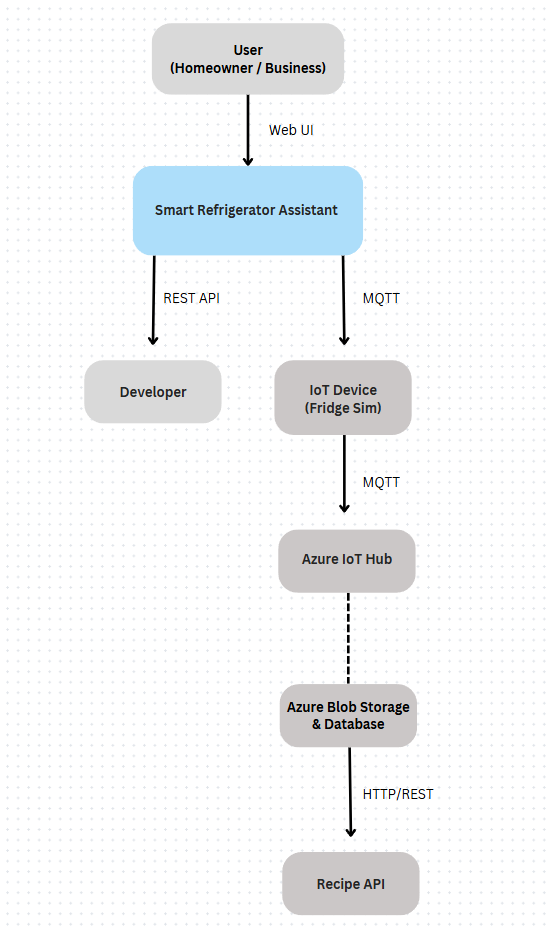 User
(Homeowner / Business)
Web UI
Smart Refrigerator Assistant
REST API
MQTT
Developer
IoT Device
(Fridge Sim)
MQTT
Azure IoT Hub
Azure Blob Storage
& Database
HTTP/REST
Recipe API